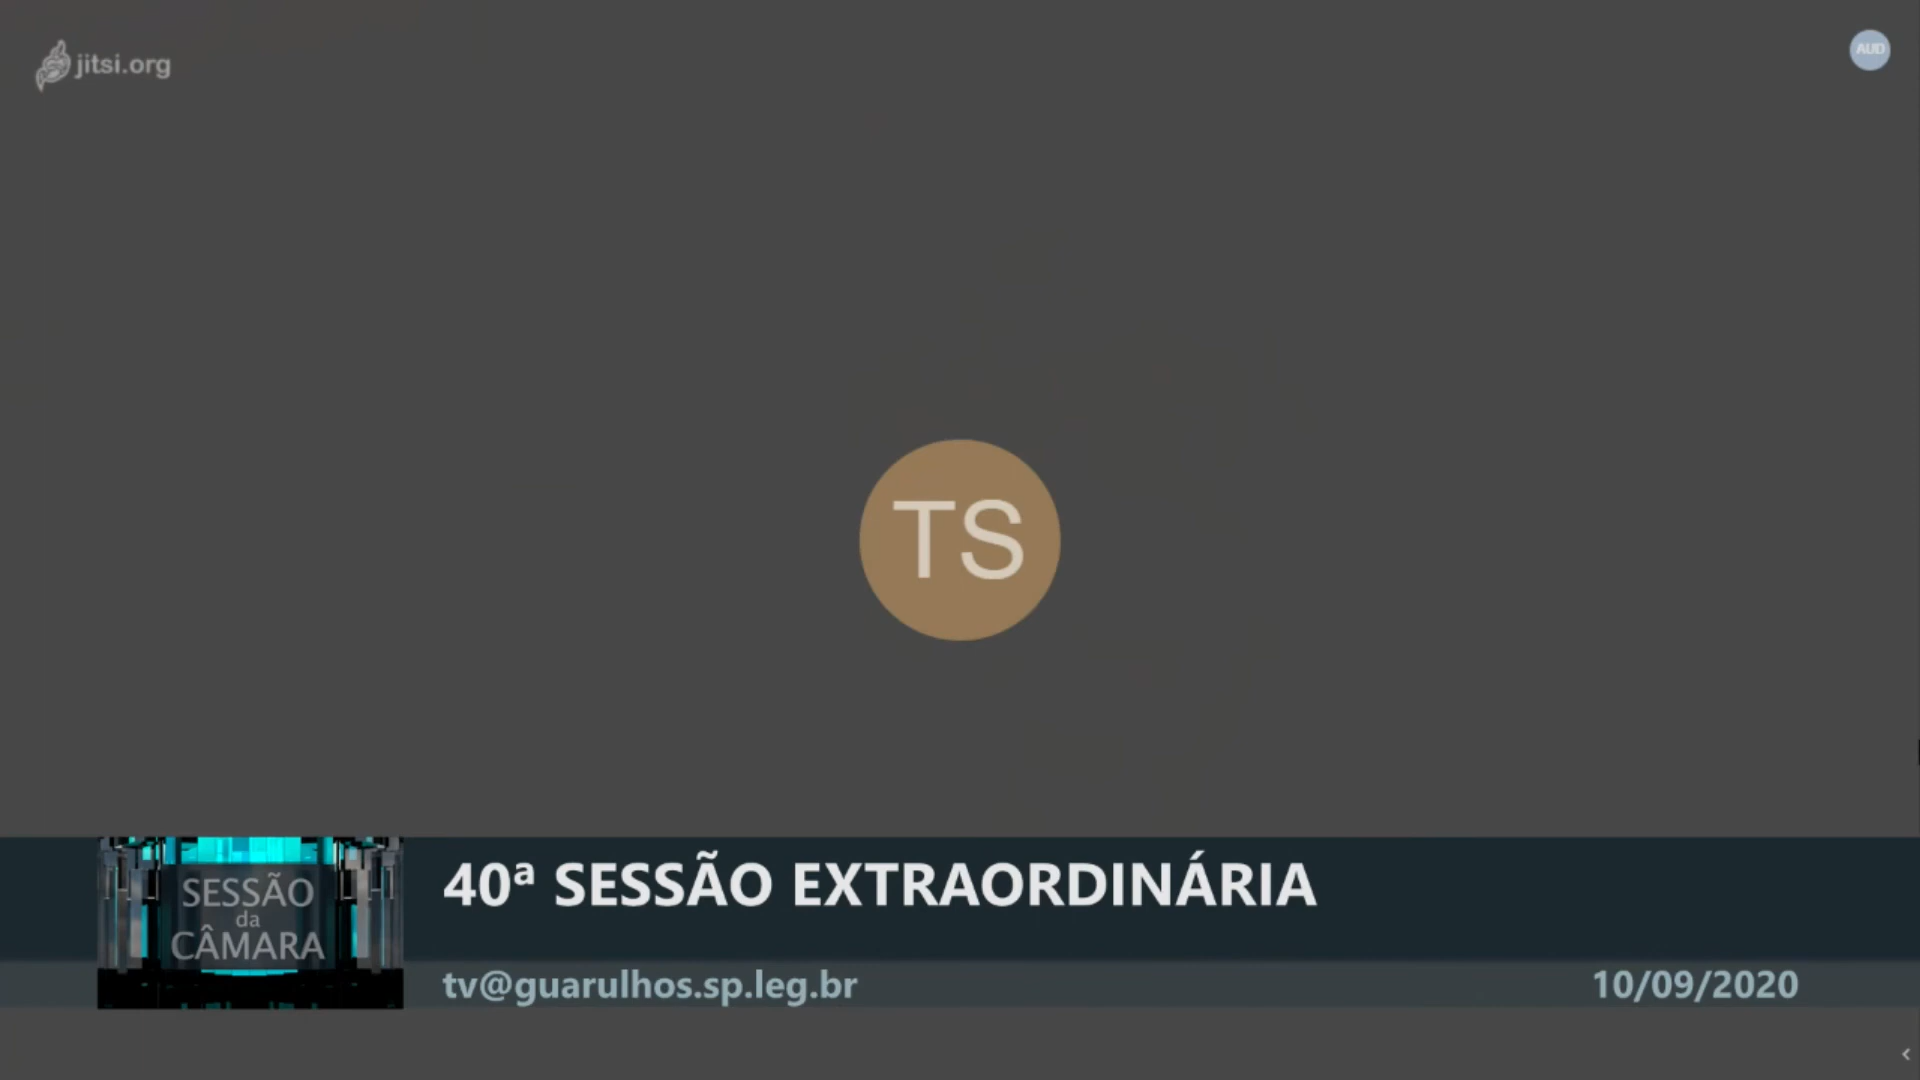 jitsi.org
AUD
TS
SESSÃO
da
CÂMARA
40ª SESSÃO EXTRAORDINÁRIA
tv@guarulhos.sp.leg.br
10/09/2020